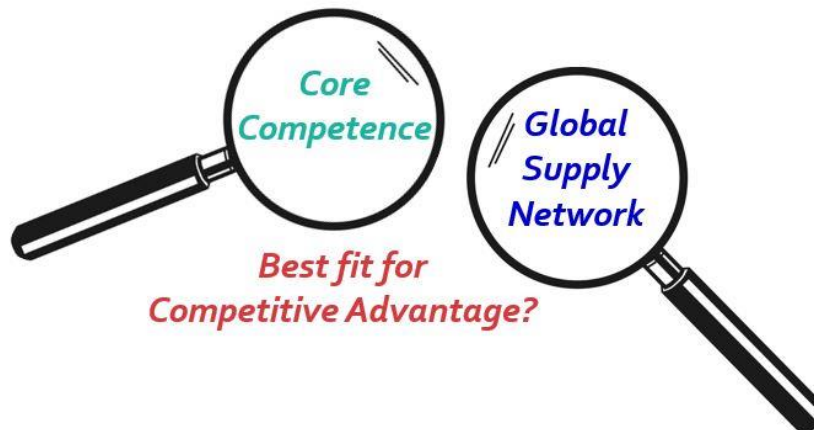 Core
Competence
Global
Supply
Network
Best fit for
Competitive Advantage?